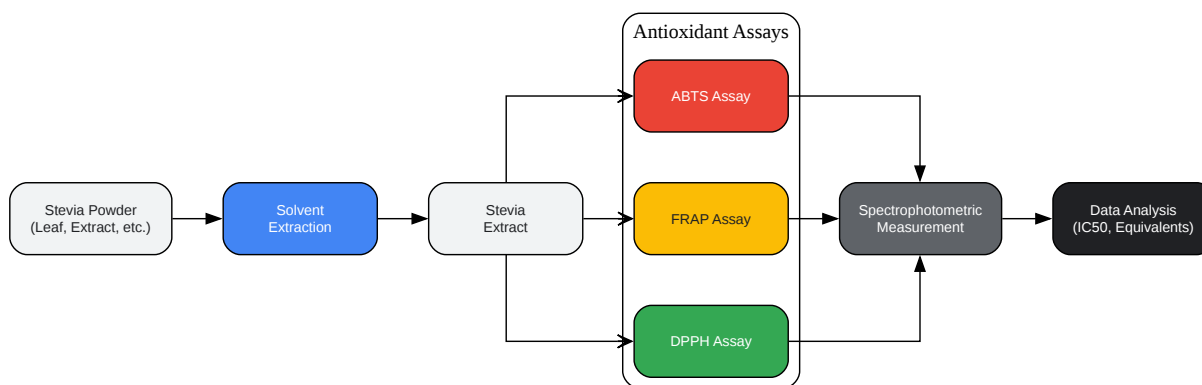 Antioxidant Assays
ABTS Assay
Stevia Powder
(Leaf, Extract, etc.)
Solvent
Extraction
Stevia
Extract
FRAP Assay
Spectrophotometric
Measurement
Data Analysis
(IC50, Equivalents)
DPPH Assay